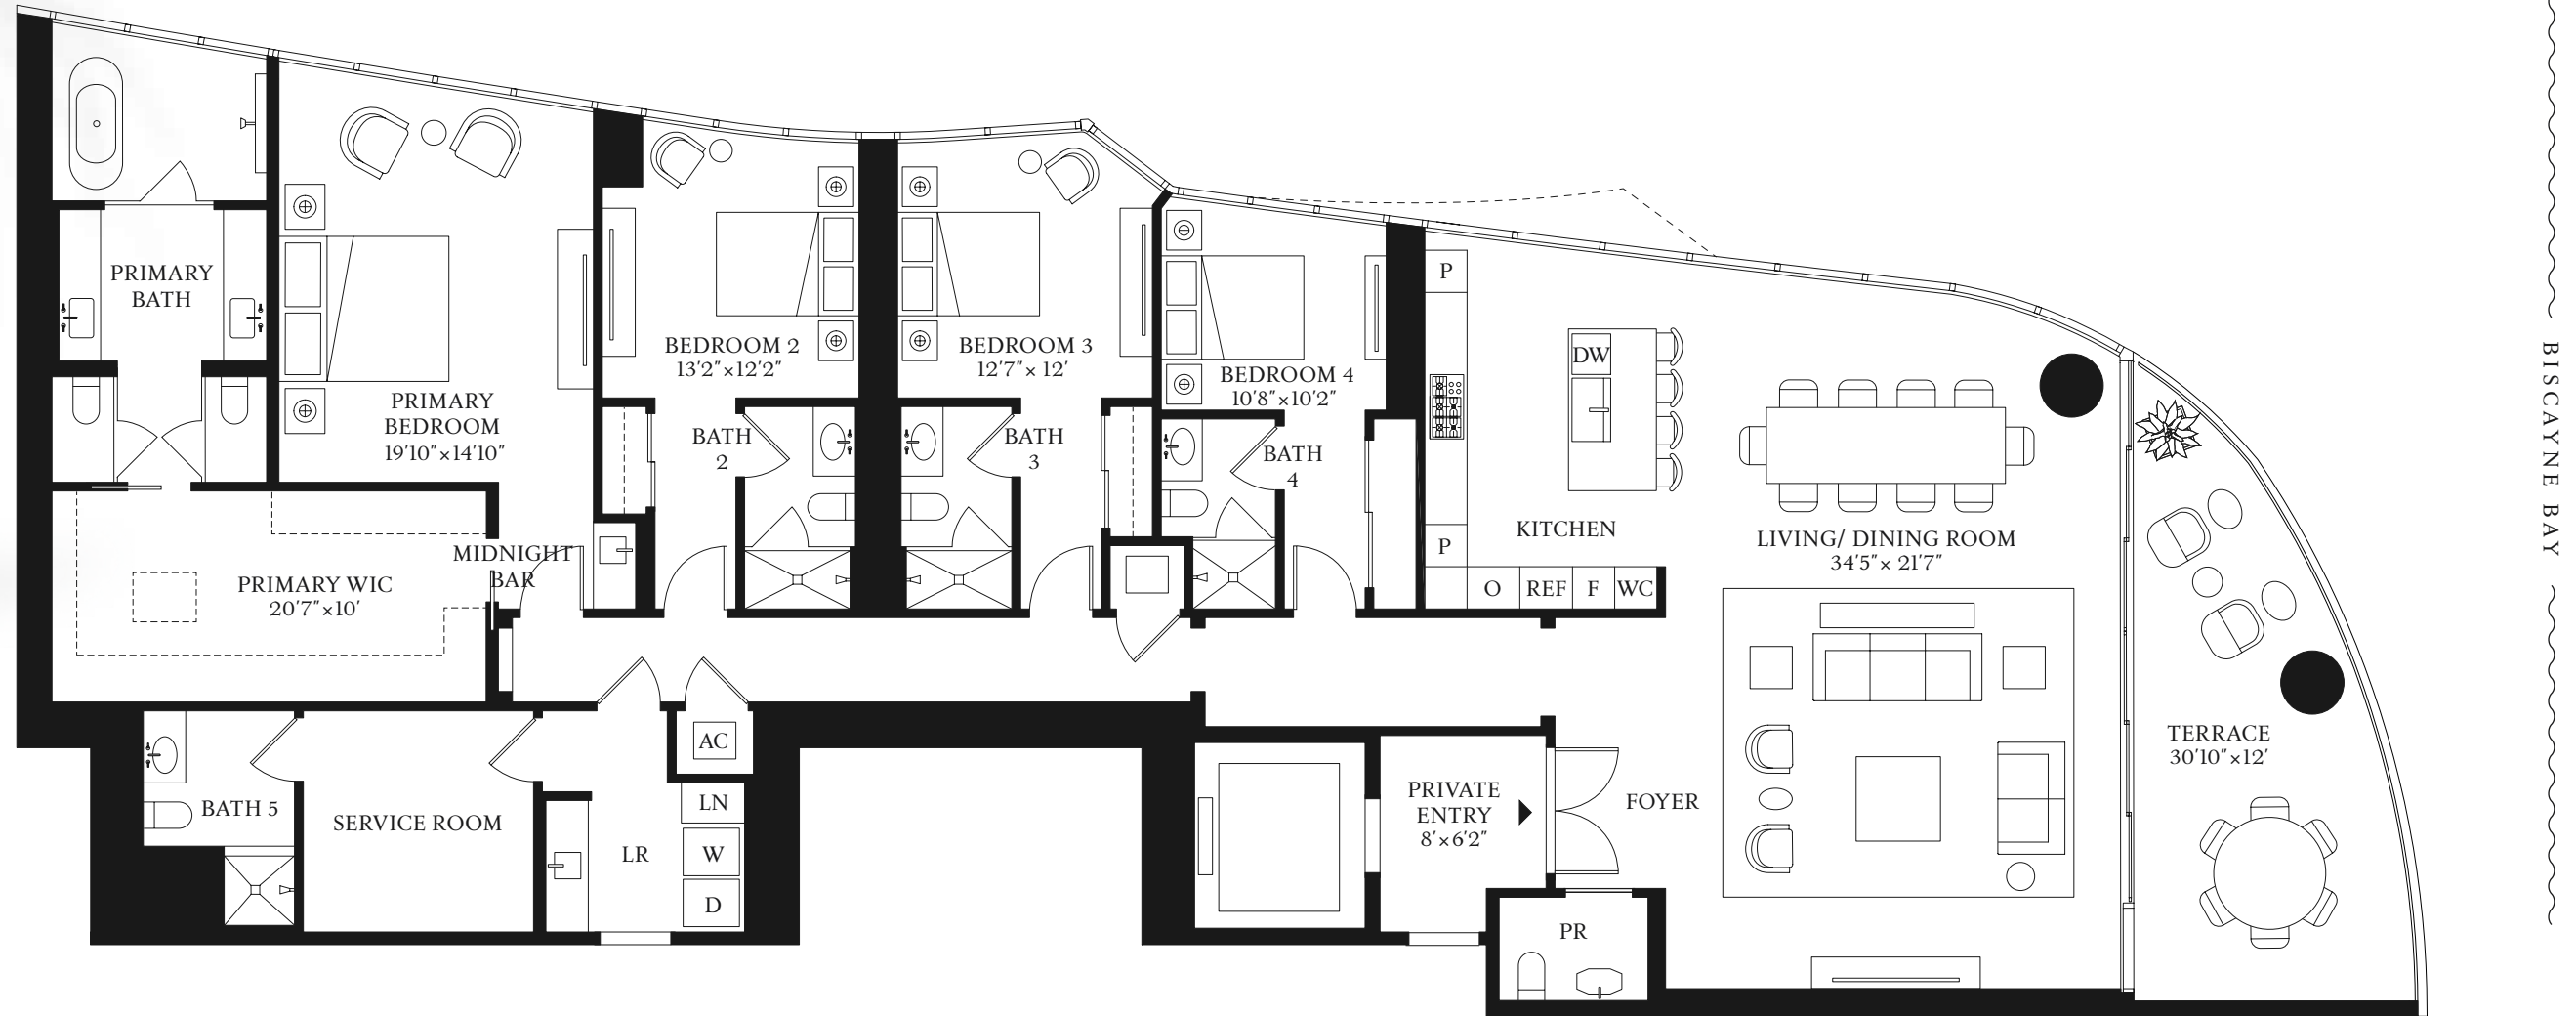 PRIMARY
BATH
PRIMARY
BEDROOM
19'10"×14'10"
BEDROOM 2
13'2"×12'2"
BEDROOM 3
12'7"× 12'
BEDROOM 4
10'8"×10'2"
BATH
2
BATH
3
BATH
4
P
DW
P
KITCHEN
O
REF
F
WC
LIVING/ DINING ROOM
34'5"× 21'7"
MIDNIGHT
BAR
PRIMARY WIC
20'7"×10'
BATH 5
SERVICE ROOM
AC
LN
LR
W
D
PRIVATE
ENTRY
8'×6'2"
FOYER
PR
TERRACE
30'10"×12'
BISCAYNE BAY